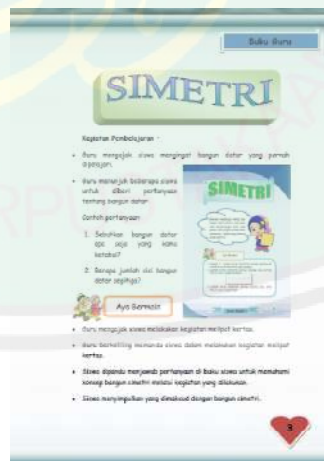 Buku Guru
SIMETRI
Kegiatan Pembelajaran -
• Guru mengajak siswa mengingat bangun datar yang pernah
dipelajari.
• Guru menunjuk beberapa siswa
untuk diberi pertanyaan
tentang bangun datar.
Contoh pertanyaan:
1. Sebutkan bangun datar
apa saja yang kamu
ketahui?
2. Berapa jumlah sisi bangun
datar segitiga?
SIMETRI
Ayo Bermain
• Guru mengajak siswa melakukan kegiatan melipat kertas.
• Guru berkeliling memandu siswa dalam melakukan kegiatan melipat
kertas.
• Siswa dipandu menjawab pertanyaan di buku siswa untuk memahami
konsep bangun simetri melalui kegiatan yang dilakukan.
• Siswa menyimpulkan yang dimaksud dengan bangun simetri.
3